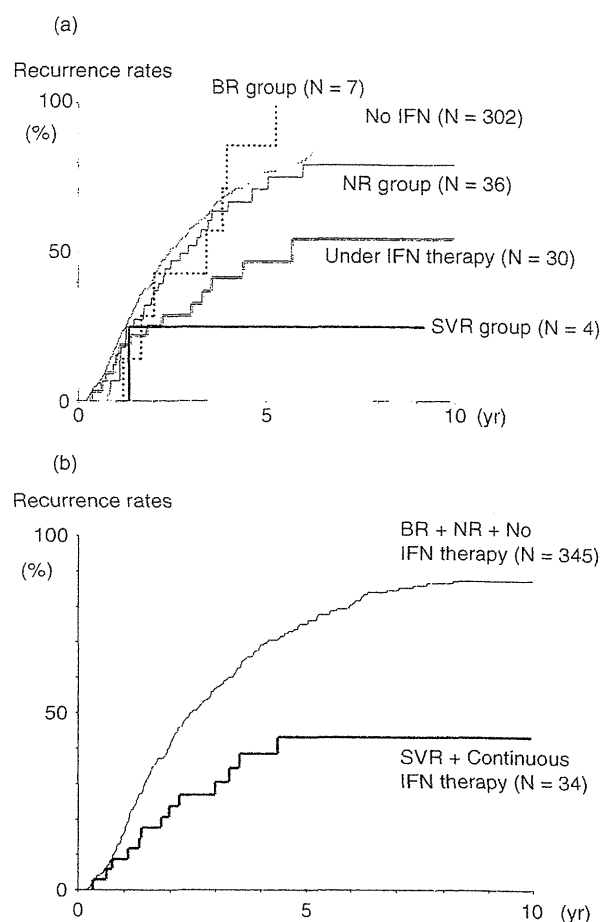 (a)
Recurrence rates
100
(%)
BR group (N = 7)
No IFN (N = 302)
NR group (N = 36)
50
Under IFN therapy (N = 30)
SVR group (N = 4)
0
0
5
10 (yr)
(b)
Recurrence rates
100
(%)
BR + NR + No
IFN therapy (N = 345)
50
SVR + Continuous
IFN therapy (N = 34)
0
0
5
10 (yr)